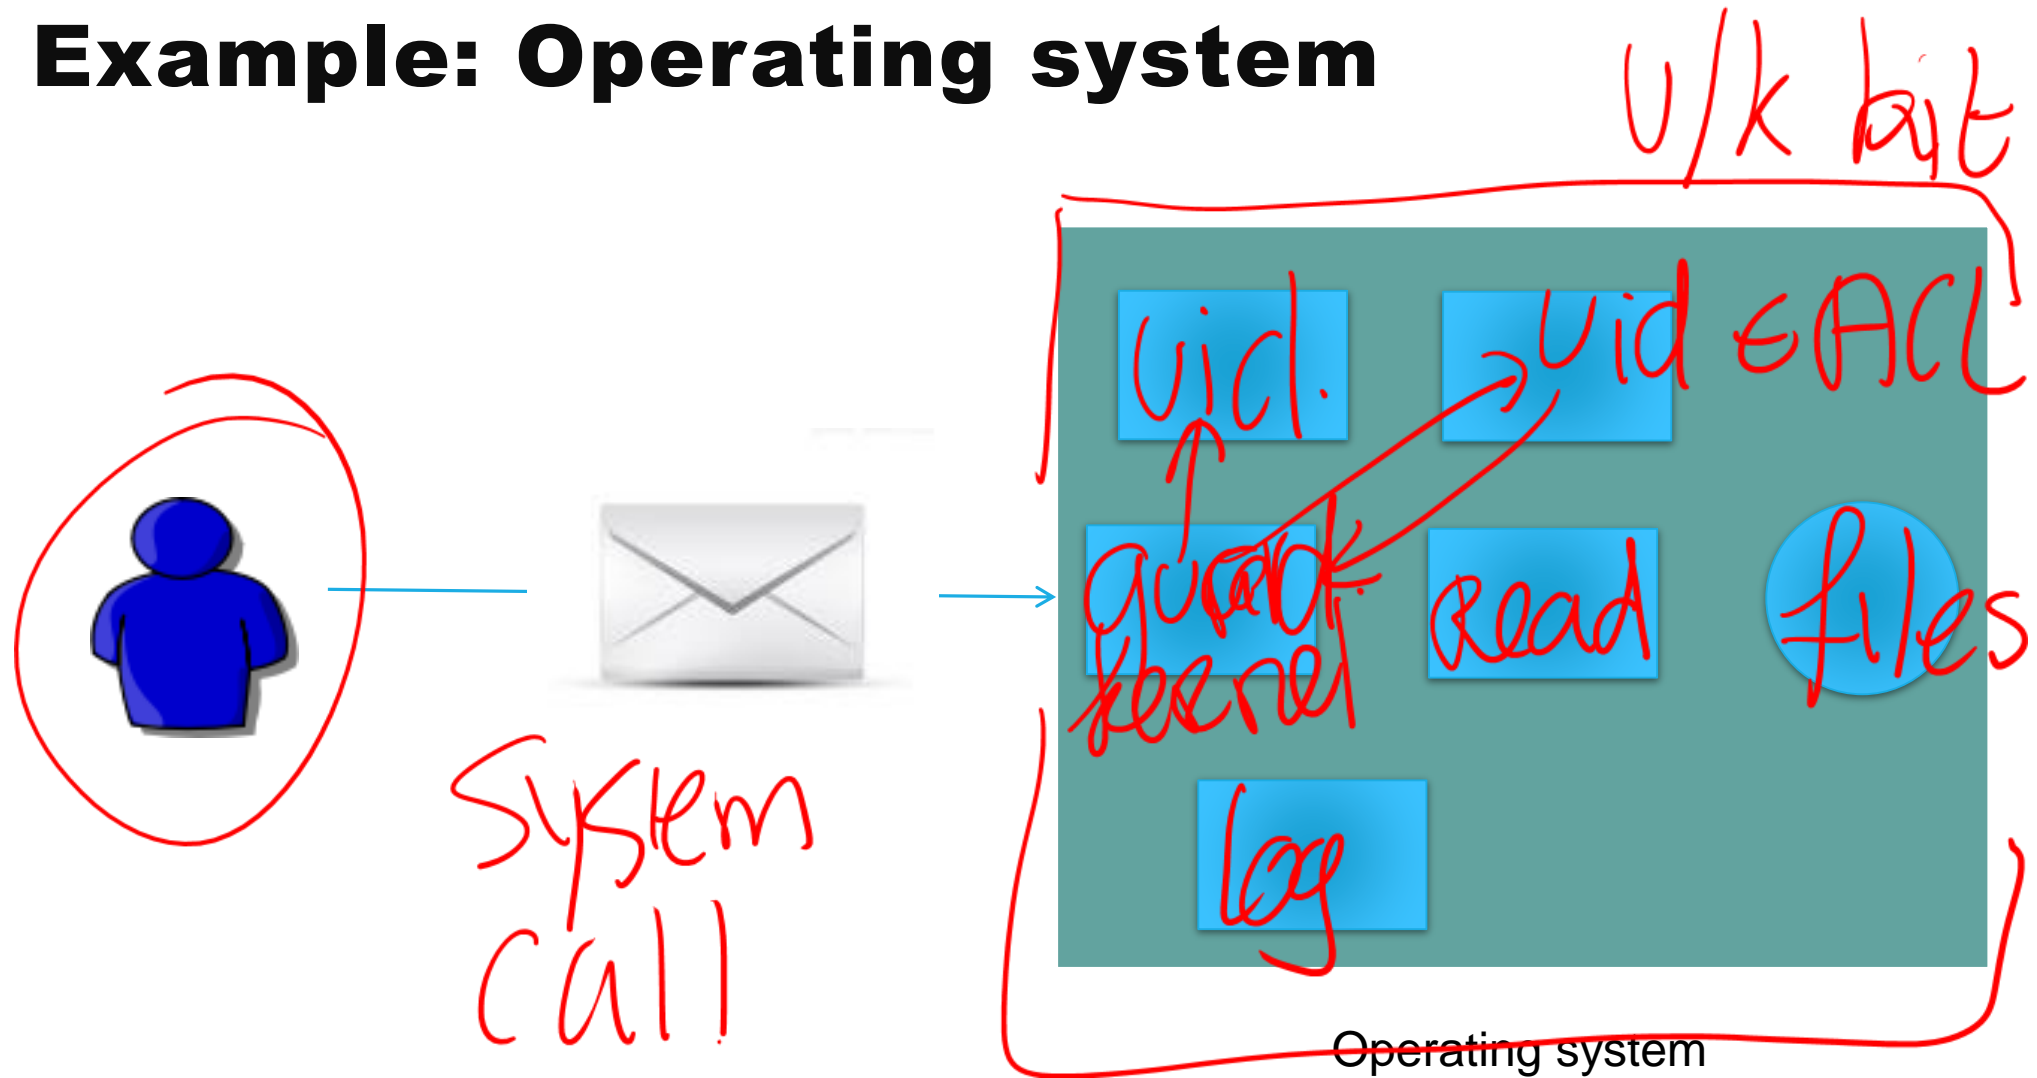 Example: Operating system
U/K bit
uid.
uid ∈ ACL
guard
kernel
Read
files
system
call
log
Operating system